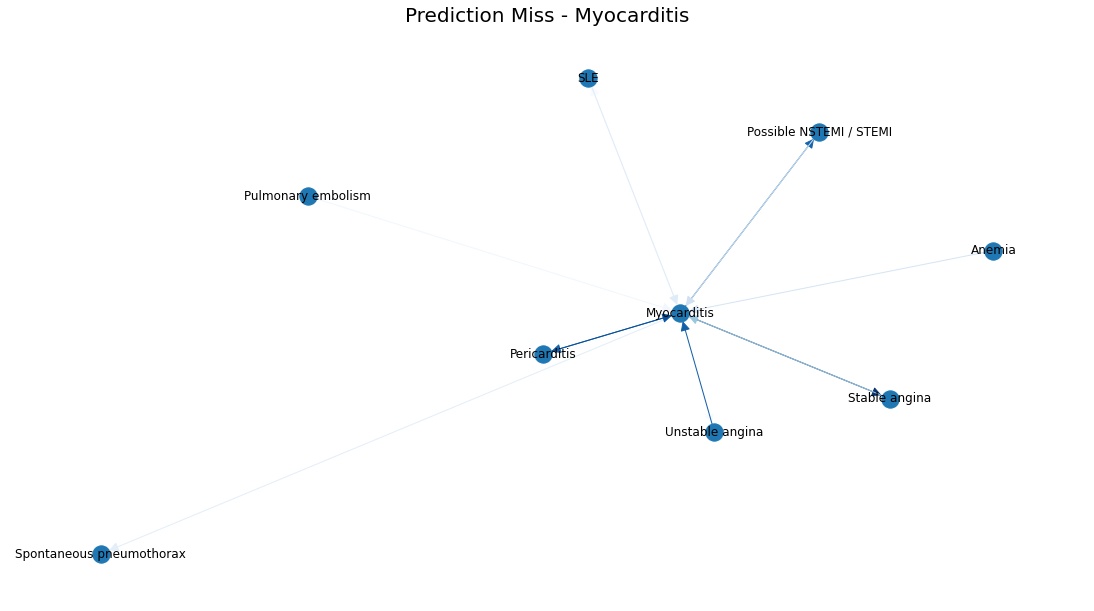 Prediction Miss - Myocarditis
SLE
Possible NSTEMI / STEMI
Pulmonary embolism
Anemia
Myocarditis
Pericarditis
Stable angina
Unstable angina
Spontaneous pneumothorax